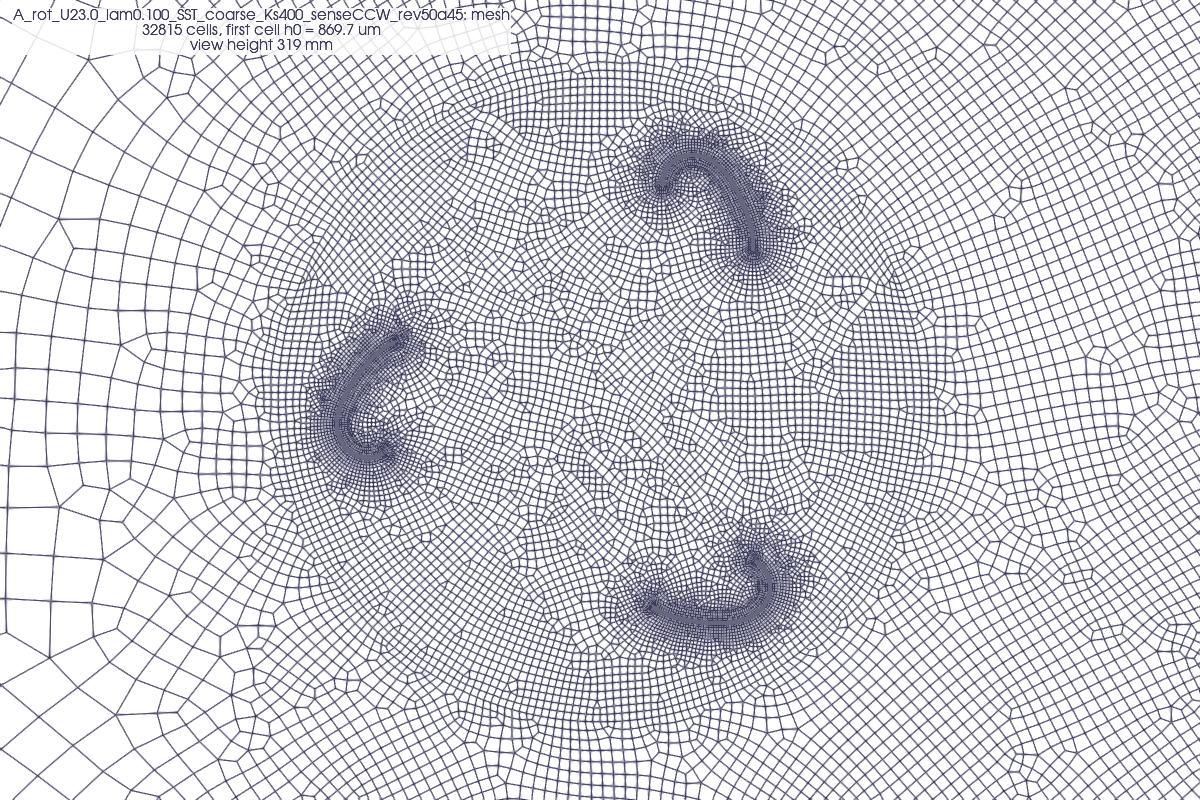 A_rot_U23.0_lam0.100_SST_coarse_Ks400_senseCCW_rev50a45: mesh
32815 cells, first cell h0 = 869.7 um
view height 319 mm